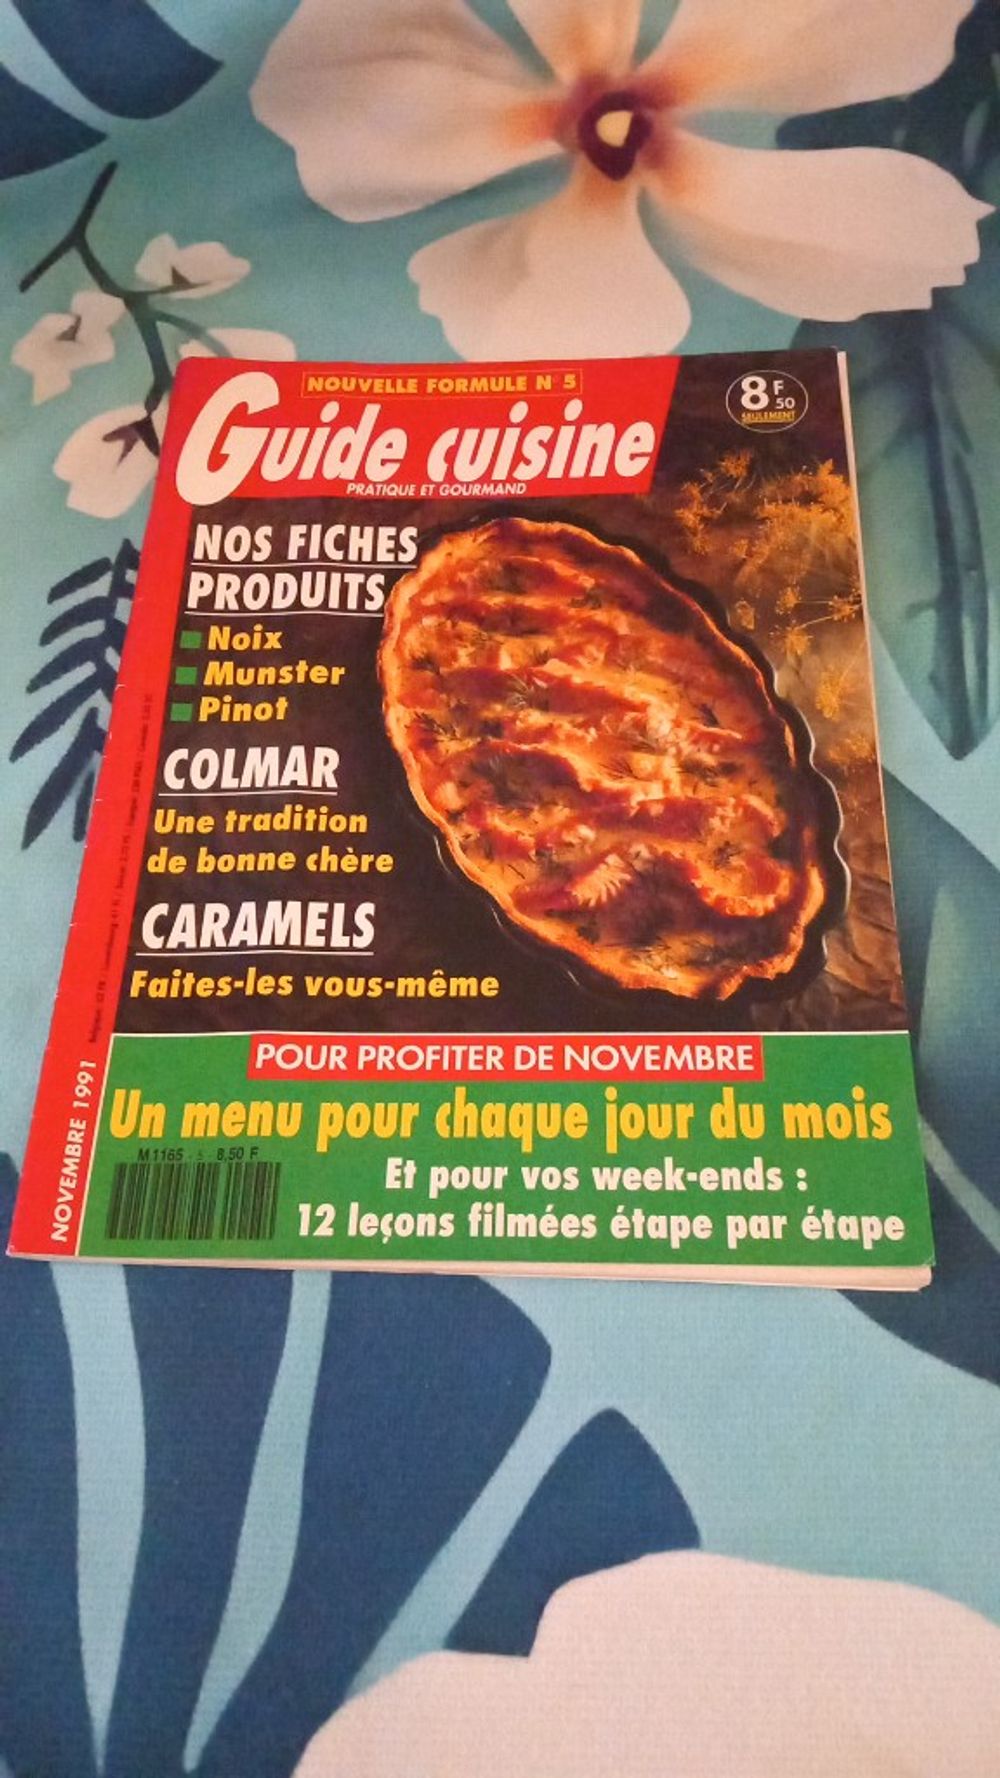 NOUVELLE FORMULE N° 5
8F50
SEULEMENT
Guide cuisine
PRATIQUE ET GOURMAND
NOS FICHES
PRODUITS
Noix
Munster
Pinot
COLMAR
Une tradition
de bonne chère
CARAMELS
Faites-les vous-même
POUR PROFITER DE NOVEMBRE
Un menu pour chaque jour du mois
M 1165 - 5 - 8,50 F
Et pour vos week-ends :
12 leçons filmées étape par étape
NOVEMBRE 1991